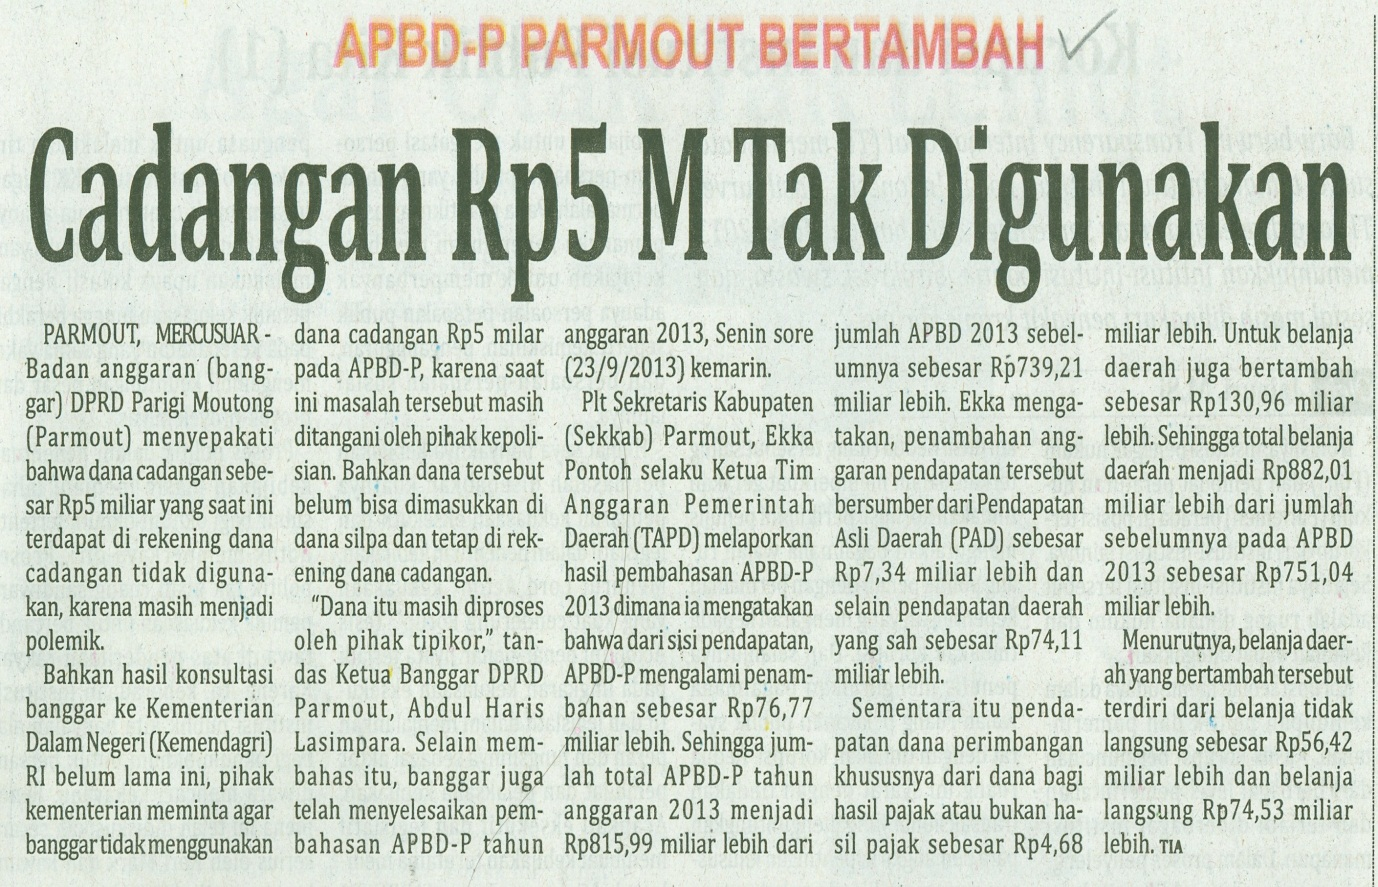 APBD-P PARMOUT BERTAMBAH
Cadangan Rp5 M Tak Digunakan
PARMOUT, MERCUSUAR -
Badan anggaran (bang-
gar) DPRD Parigi Moutong
(Parmout) menyepakati
bahwa dana cadangan sebe-
sar Rp5 miliar yang saat ini
terdapat di rekening dana
cadangan tidak diguna-
kan, karena masih menjadi
polemik.
Bahkan hasil konsultasi
banggar ke Kementerian
Dalam Negeri (Kemendagri)
RI belum lama ini, pihak
kementerian meminta agar
banggar tidak menggunakan
dana cadangan Rp5 milar
pada APBD-P, karena saat
ini masalah tersebut masih
ditangani oleh pihak kepoli-
sian. Bahkan dana tersebut
belum bisa dimasukkan di
dana silpa dan tetap di rek-
ening dana cadangan.
"Dana itu masih diproses
oleh pihak tipikor," tan-
das Ketua Banggar DPRD
Parmout, Abdul Haris
Lasimpara. Selain mem-
bahas itu, banggar juga
telah menyelesaikan pem-
bahasan APBD-P tahun
anggaran 2013, Senin sore
(23/9/2013) kemarin.
Plt Sekretaris Kabupaten
(Sekkab) Parmout, Ekka
Pontoh selaku Ketua Tim
Anggaran Pemerintah
Daerah (TAPD) melaporkan
hasil pembahasan APBD-P
2013 dimana ia mengatakan
bahwa dari sisi pendapatan,
APBD-P mengalami penam-
bahan sebesar Rp76,77
miliar lebih. Sehingga jum-
lah total APBD-P tahun
anggaran 2013 menjadi
Rp815,99 miliar lebih dari
jumlah APBD 2013 sebel-
umnya sebesar Rp739,21
miliar lebih. Ekka menga-
takan, penambahan ang-
garan pendapatan tersebut
bersumber dari Pendapatan
Asli Daerah (PAD) sebesar
Rp7,34 miliar lebih dan
selain pendapatan daerah
yang sah sebesar Rp74,11
miliar lebih.
Sementara itu penda-
patan dana perimbangan
khususnya dari dana bagi
hasil pajak atau bukan ha-
sil pajak sebesar Rp4,68
miliar lebih. Untuk belanja
daerah juga bertambah
sebesar Rp130,96 miliar
lebih. Sehingga total belanja
daerah menjadi Rp882,01
miliar lebih dari jumlah
sebelumnya pada APBD
2013 sebesar Rp751,04
miliar lebih.
Menurutnya, belanja daer-
ah yang bertambah tersebut
terdiri dari belanja tidak
langsung sebesar Rp56,42
miliar lebih dan belanja
langsung Rp74,53 miliar
lebih. TIA